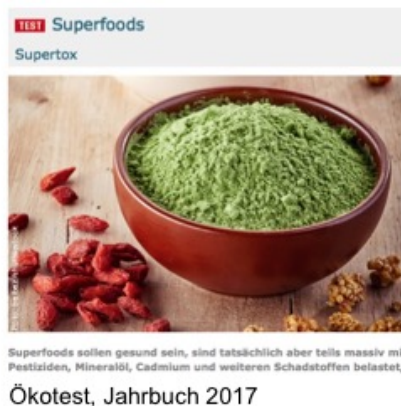 TEST Superfoods
Supertox
Superfoods sollen gesund sein, sind tatsächlich aber teils massiv mi
Pestiziden, Mineralöl, Cadmium und weiteren Schadstoffen belastet,
Ökotest, Jahrbuch 2017